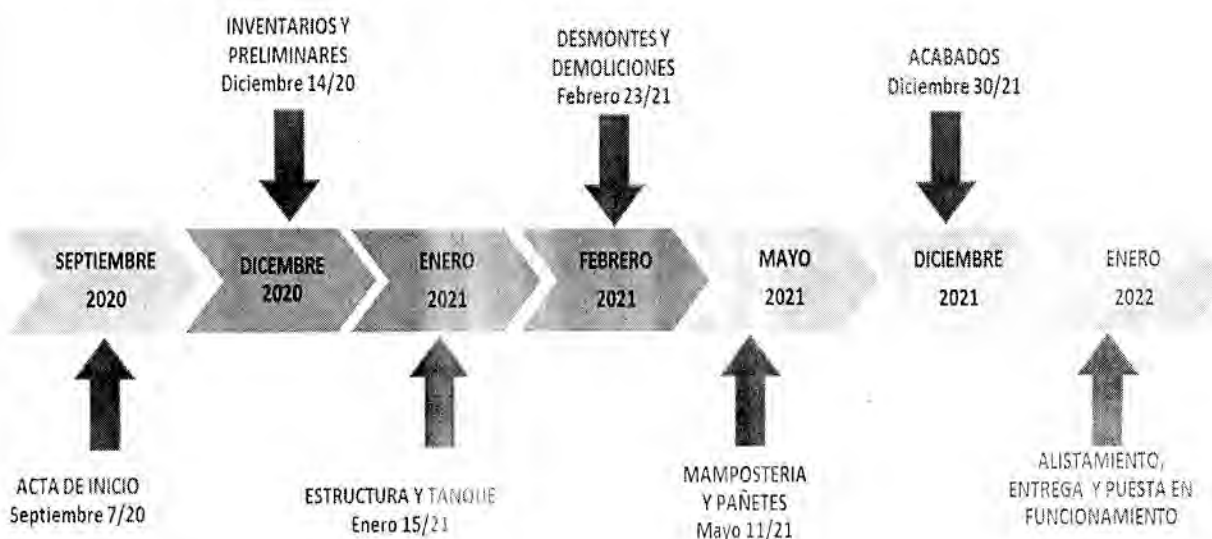 INVENTARIOS Y
PRELIMINARES
Diciembre 14/20
DESMONTES Y
DEMOLICIONES
Febrero 23/21
ACABADOS
Diciembre 30/21
SEPTIEMBRE
2020
DICEMBRE
2020
ENERO
2021
FEBRERO
2021
MAYO
2021
DICIEMBRE
2021
ENERO
2022
ACTA DE INICIO
Septiembre 7/20
ESTRUCTURA Y TANQUE
Enero 15/21
MAMPOSTERIA
Y PAÑETES
Mayo 11/21
ALISTAMIENTO,
ENTREGA Y PUESTA EN
FUNCIONAMIENTO